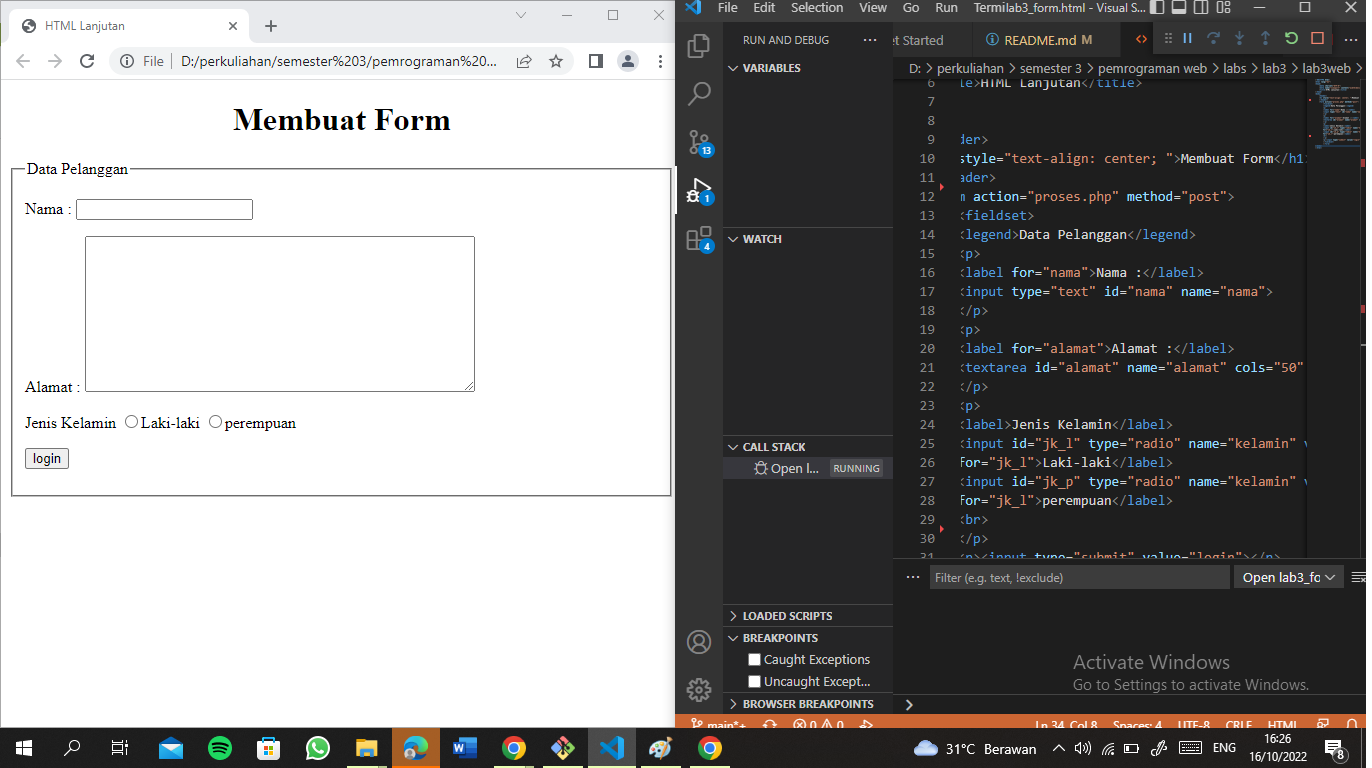 HTML Lanjutan
File D:/perkuliahan/semester%203/pemrograman%20...
Membuat Form
Data Pelanggan
Nama :
Alamat :
Jenis Kelamin Laki-laki perempuan
login
File Edit Selection View Go Run Termi lab3_form.html - Visual S...
RUN AND DEBUG ...
VARIABLES
WATCH
CALL STACK
Open l... RUNNING
LOADED SCRIPTS
BREAKPOINTS
Caught Exceptions
Uncaught Except...
BROWSER BREAKPOINTS
13
1
4
et Started README.md M
D: > perkuliahan > semester 3 > pemrograman web > labs > lab3 > lab3web >
6 le>HTML Lanjutan</title>
7
8
9 der>
10 style="text-align: center; ">Membuat Form</h1
11 ader>
12 m action="proses.php" method="post">
13 <fieldset>
14 <legend>Data Pelanggan</legend>
15 <p>
16 <label for="nama">Nama :</label>
17 <input type="text" id="nama" name="nama">
18 </p>
19 <p>
20 <label for="alamat">Alamat :</label>
21 <textarea id="alamat" name="alamat" cols="50"
22 </p>
23 <p>
24 <label>Jenis Kelamin</label>
25 <input id="jk_l" type="radio" name="kelamin" v
26 for="jk_l">Laki-laki</label>
27 <input id="jk_p" type="radio" name="kelamin" v
28 for="jk_l">perempuan</label>
29 <br>
30 </p>
31 <p><input type="submit" value="login"></p>
Filter (e.g. text, !exclude) Open lab3_fo
Activate Windows
Go to Settings to activate Windows.
main*+ 0 0 Ln 34, Col 8 Spaces: 4 UTF-8 CRLF HTML
31°C Berawan ENG 16:26
16/10/2022 8